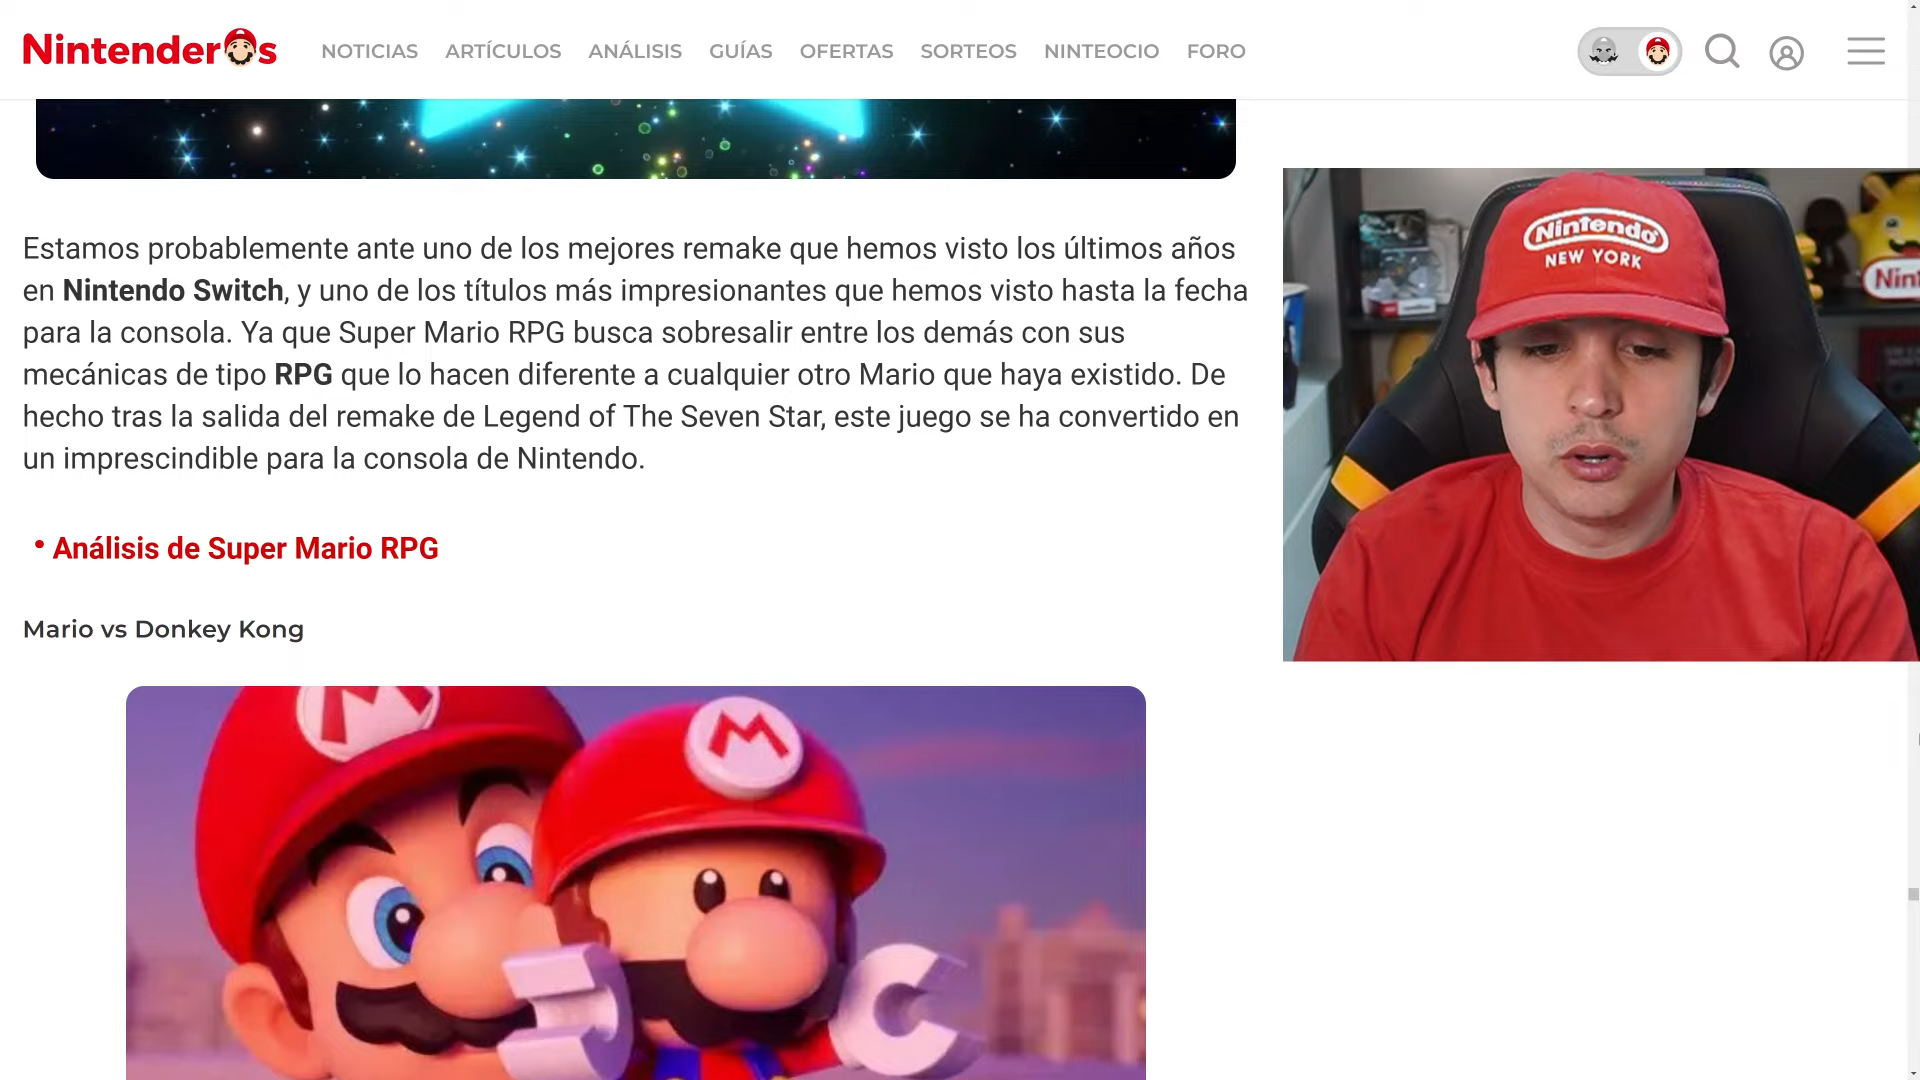 Nintenderos NOTICIAS ARTÍCULOS ANÁLISIS GUÍAS OFERTAS SORTEOS NINTEOCIO FORO
Estamos probablemente ante uno de los mejores remake que hemos visto los últimos años
en Nintendo Switch, y uno de los títulos más impresionantes que hemos visto hasta la fecha
para la consola. Ya que Super Mario RPG busca sobresalir entre los demás con sus
mecánicas de tipo RPG que lo hacen diferente a cualquier otro Mario que haya existido. De
hecho tras la salida del remake de Legend of The Seven Star, este juego se ha convertido en
un imprescindible para la consola de Nintendo.
• Análisis de Super Mario RPG
Mario vs Donkey Kong
M
M
Nintendo
NEW YORK
Nin